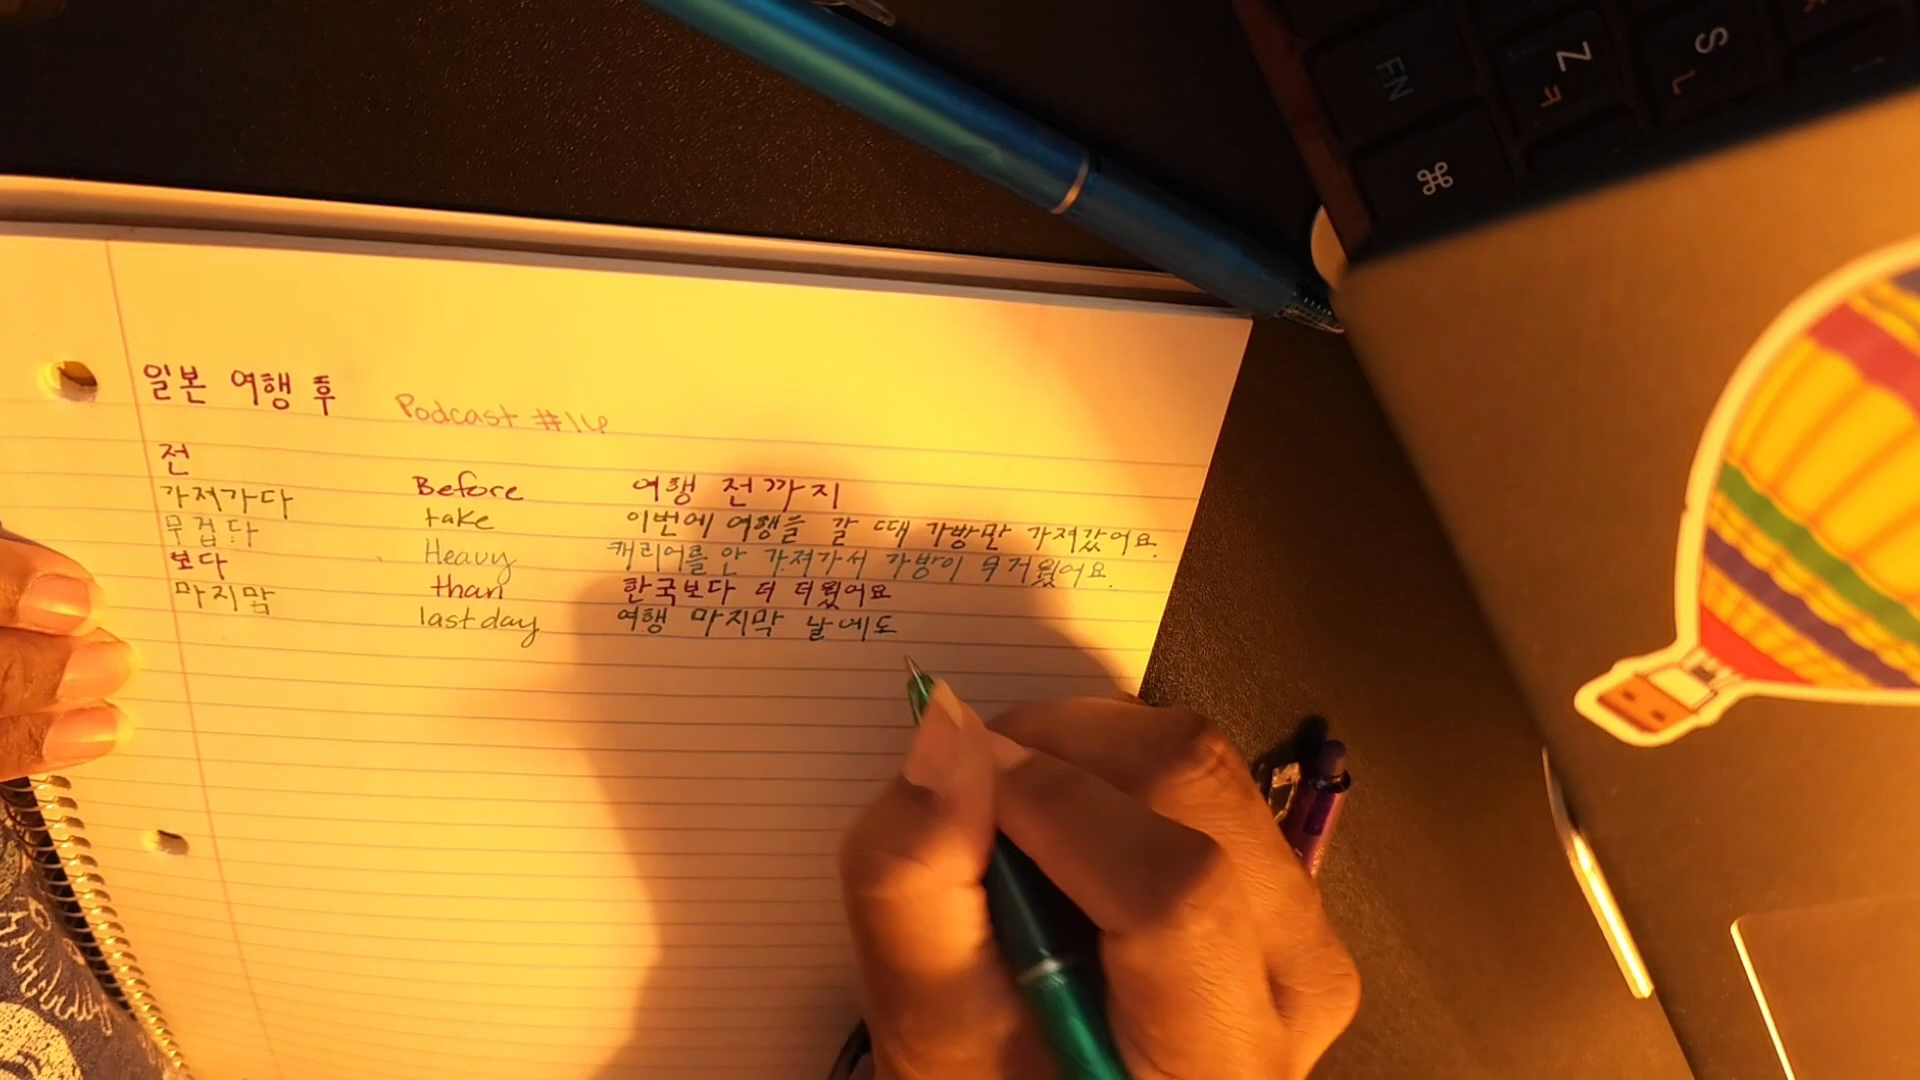 일본 여행 후 Podcast #16
전 Before 여행 전까지
가져가다 take 이번에 여행을 갈 때 가방만 가져갔어요.
무겁다 Heavy 캐리어를 안 가져가서 가방이 무거웠어요.
보다 than 한국보다 더 더웠어요
마지맘 last day 여행 마지막 날에도
FN
Z ㅋ
S ㄴ
⌘